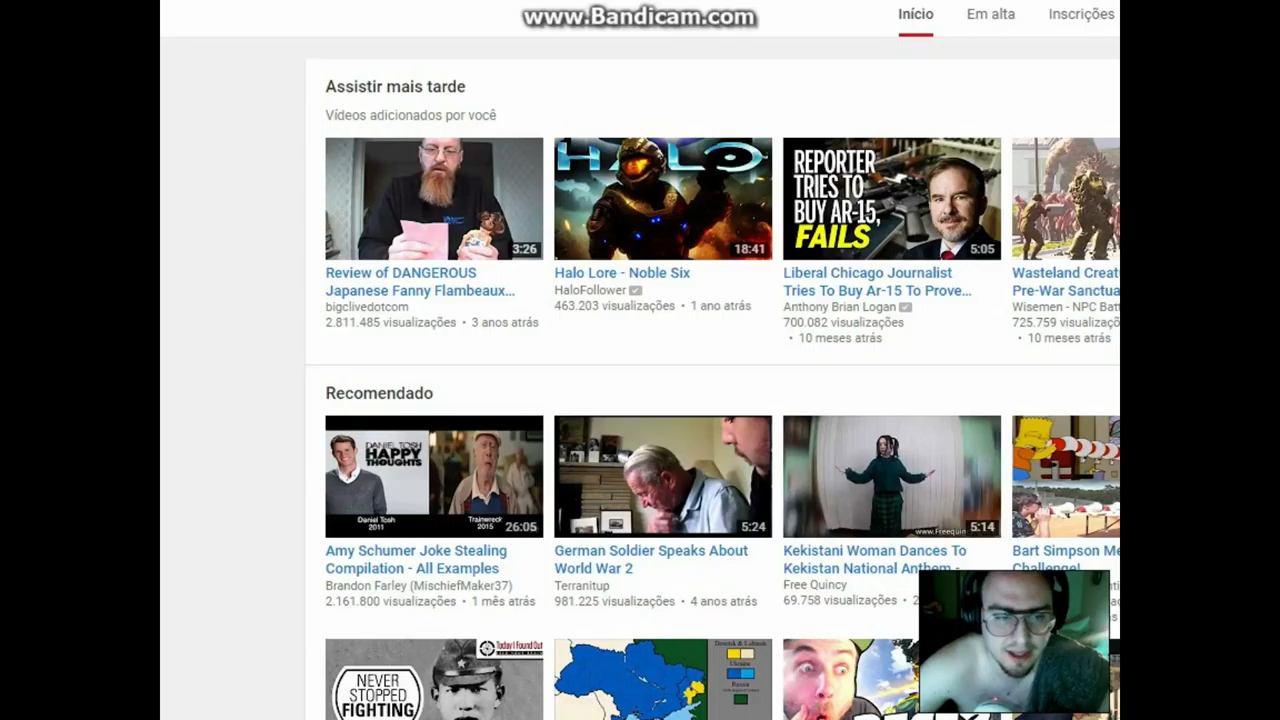 www.Bandicam.com
Início Em alta Inscrições
Assistir mais tarde
Vídeos adicionados por você
REPORTER
TRIES TO
BUY AR-15,
FAILS
HALO
3:26
18:41
5:05
Review of DANGEROUS
Japanese Fanny Flambeaux...
bigclivedotcom
2.811.485 visualizações • 3 anos atrás
Halo Lore - Noble Six
HaloFollower
463.203 visualizações • 1 ano atrás
Liberal Chicago Journalist
Tries To Buy Ar-15 To Prove...
Anthony Brian Logan
700.082 visualizações
• 10 meses atrás
Wasteland Creat
Pre-War Sanctua
Wisemen - NPC Batt
725.759 visualizaçõ
• 10 meses atrás
Recomendado
DANIEL TOSH
HAPPY
THOUGHTS
Daniel Tosh
2011
Trainwreck
2015
26:05
5:24
www.Freequin
5:14
Amy Schumer Joke Stealing
Compilation - All Examples
Brandon Farley (MischiefMaker37)
2.161.800 visualizações • 1 mês atrás
German Soldier Speaks About
World War 2
Terranitup
981.225 visualizações • 4 anos atrás
Kekistani Woman Dances To
Kekistan National Anthem -
Free Quincy
69.758 visualizações • 2
Bart Simpson Me
Challenge!
Today I Found Out
NEVER
STOPPED
FIGHTING
Donetsk & Luhansk
Ukraine
Russia